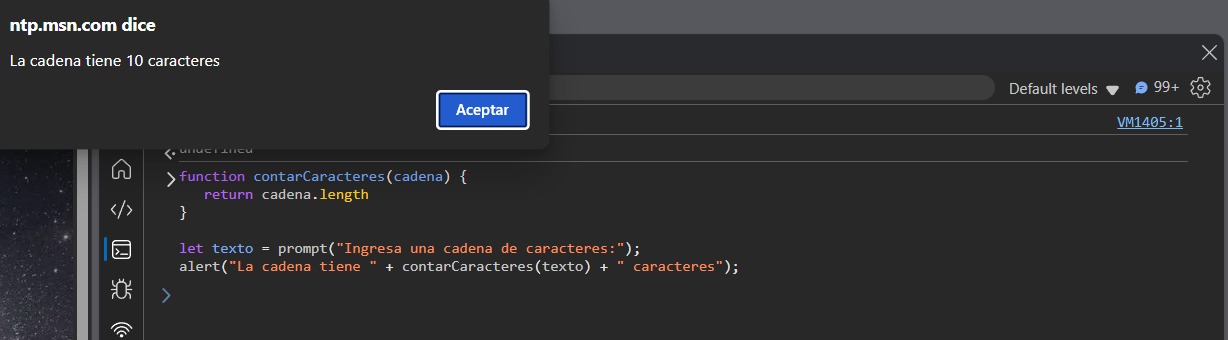 ntp.msn.com dice
La cadena tiene 10 caracteres
Aceptar
Default levels
99+
VM1405:1
undefined
function contarCaracteres(cadena) {
return cadena.length
}
let texto = prompt("Ingresa una cadena de caracteres:");
alert("La cadena tiene " + contarCaracteres(texto) + " caracteres");